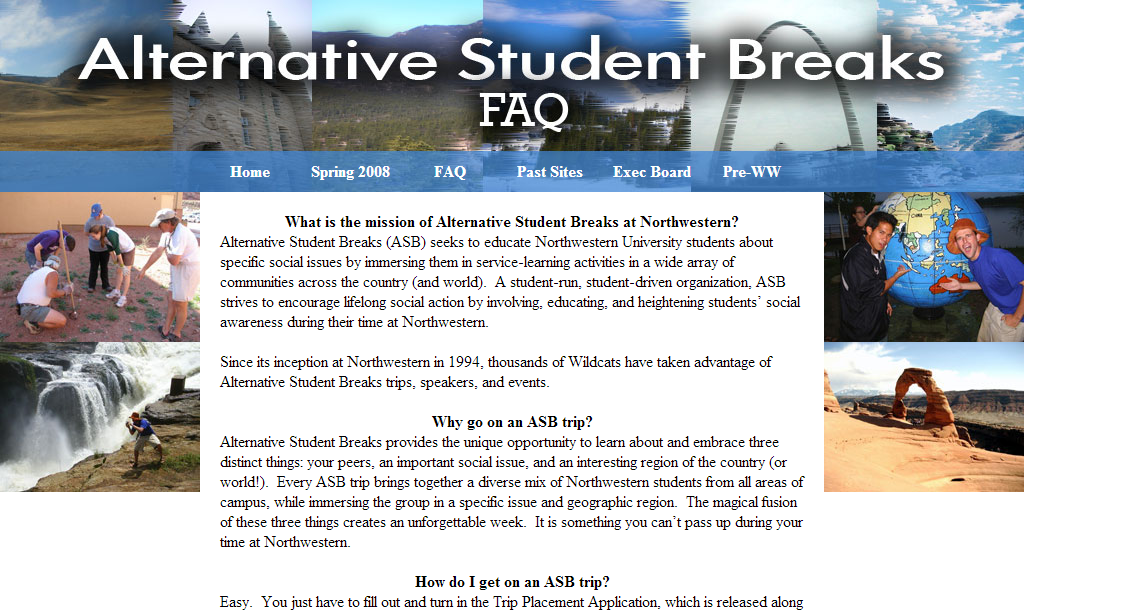 Alternative Student Breaks
FAQ
Home Spring 2008 FAQ Past Sites Exec Board Pre-WW
What is the mission of Alternative Student Breaks at Northwestern?
Alternative Student Breaks (ASB) seeks to educate Northwestern University students about
specific social issues by immersing them in service-learning activities in a wide array of
communities across the country (and world).  A student-run, student-driven organization, ASB
strives to encourage lifelong social action by involving, educating, and heightening students’ social
awareness during their time at Northwestern.
Since its inception at Northwestern in 1994, thousands of Wildcats have taken advantage of
Alternative Student Breaks trips, speakers, and events.
Why go on an ASB trip?
Alternative Student Breaks provides the unique opportunity to learn about and embrace three
distinct things: your peers, an important social issue, and an interesting region of the country (or
world!).  Every ASB trip brings together a diverse mix of Northwestern students from all areas of
campus, while immersing the group in a specific issue and geographic region.  The magical fusion
of these three things creates an unforgettable week.  It is something you can’t pass up during your
time at Northwestern.
How do I get on an ASB trip?
Easy.  You just have to fill out and turn in the Trip Placement Application, which is released along